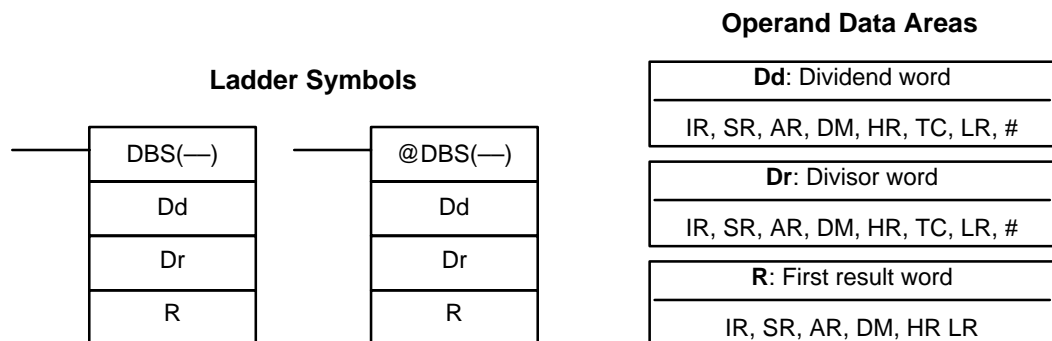 Ladder Symbols
DBS(—)
Dd
Dr
R
@DBS(—)
Dd
Dr
R
Operand Data Areas
Dd: Dividend word
IR, SR, AR, DM, HR, TC, LR, #
Dr: Divisor word
IR, SR, AR, DM, HR, TC, LR, #
R: First result word
IR, SR, AR, DM, HR LR